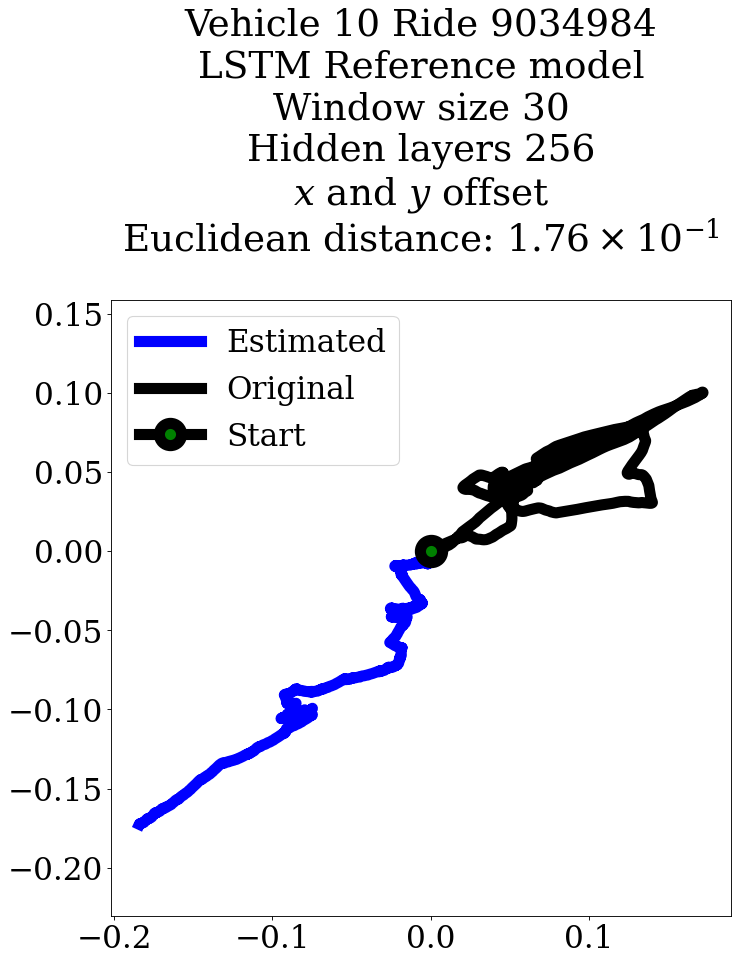 Vehicle 10 Ride 9034984
LSTM Reference model
Window size 30
Hidden layers 256
x and y offset
Euclidean distance: 1.76 × 10⁻¹
Estimated
Original
Start
0.15
0.10
0.05
0.00
−0.05
−0.10
−0.15
−0.20
−0.2 −0.1 0.0 0.1